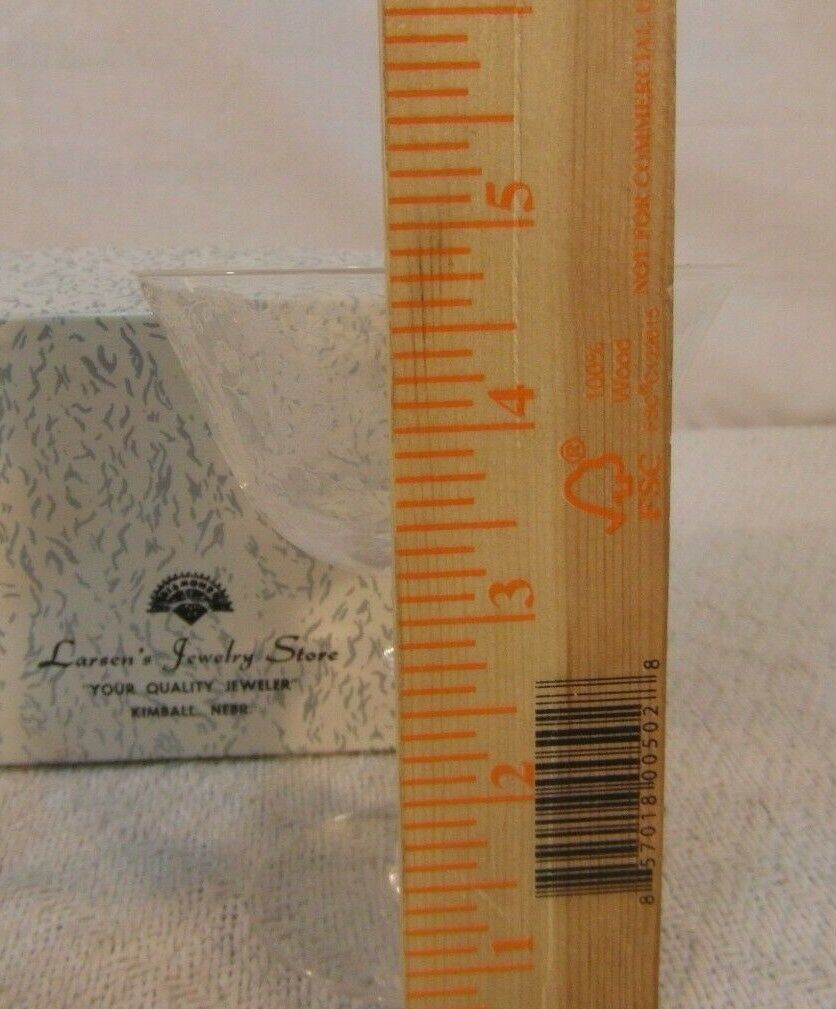 DIAMONDS
Larsen's Jewelry Store
"YOUR QUALITY JEWELER"
KIMBALL, NEBR
5
4
3
2
1
NOT FOR COMMERCIAL
100%
Wood
FSC
®
8 57018 00502 8